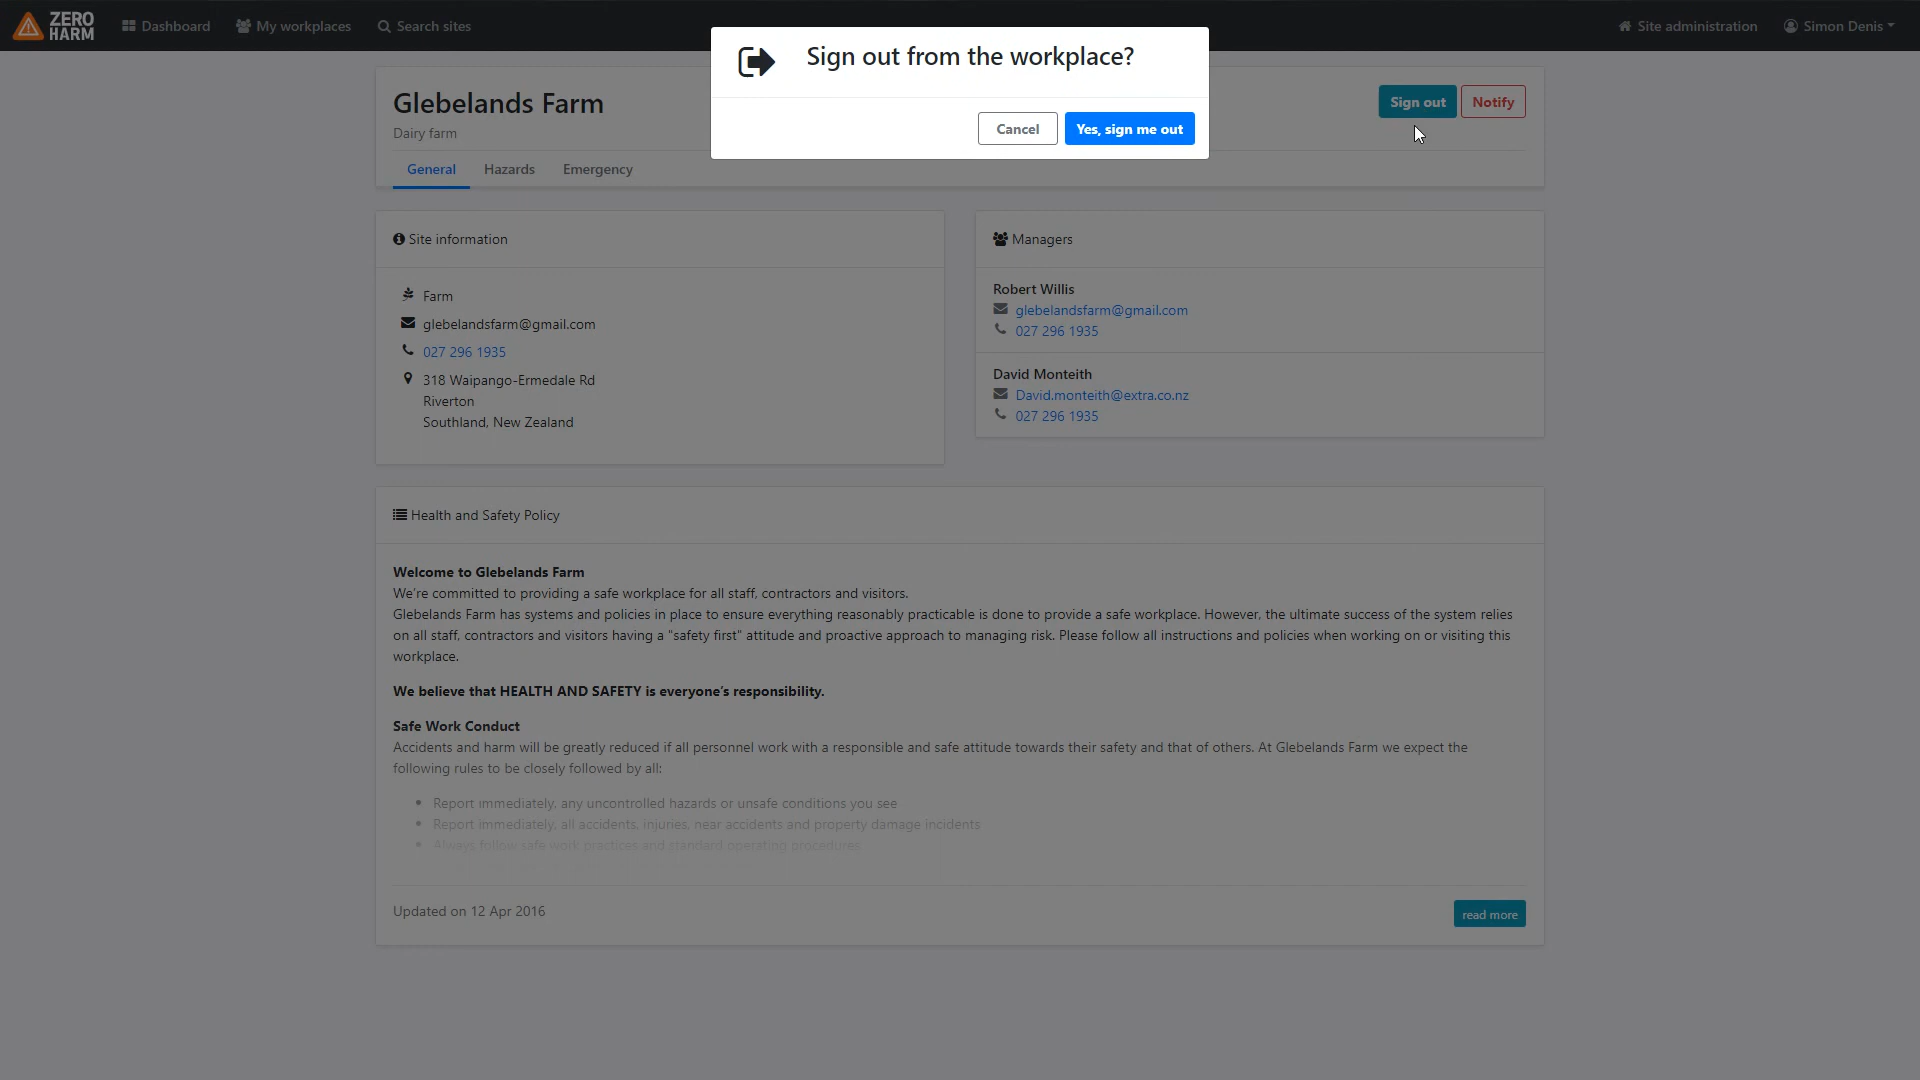 ZERO HARM
Dashboard
My workplaces
Search sites
Site administration
Simon Denis
Sign out from the workplace?
Cancel
Yes, sign me out
Glebelands Farm
Dairy farm
Sign out
Notify
General
Hazards
Emergency
Site information
Farm
glebelandsfarm@gmail.com
027 296 1935
318 Waipango-Ermedale Rd
Riverton
Southland, New Zealand
Managers
Robert Willis
glebelandsfarm@gmail.com
027 296 1935
David Monteith
David.monteith@extra.co.nz
027 296 1935
Health and Safety Policy
Welcome to Glebelands Farm
We're committed to providing a safe workplace for all staff, contractors and visitors.
Glebelands Farm has systems and policies in place to ensure everything reasonably practicable is done to provide a safe workplace. However, the ultimate success of the system relies
on all staff, contractors and visitors having a "safety first" attitude and proactive approach to managing risk. Please follow all instructions and policies when working on or visiting this
workplace.
We believe that HEALTH AND SAFETY is everyone's responsibility.
Safe Work Conduct
Accidents and harm will be greatly reduced if all personnel work with a responsible and safe attitude towards their safety and that of others. At Glebelands Farm we expect the
following rules to be closely followed by all:
• Report immediately, any uncontrolled hazards or unsafe conditions you see
• Report immediately, all accidents, injuries, near accidents and property damage incidents
• Always follow safe work practices and standard operating procedures
Updated on 12 Apr 2016
read more